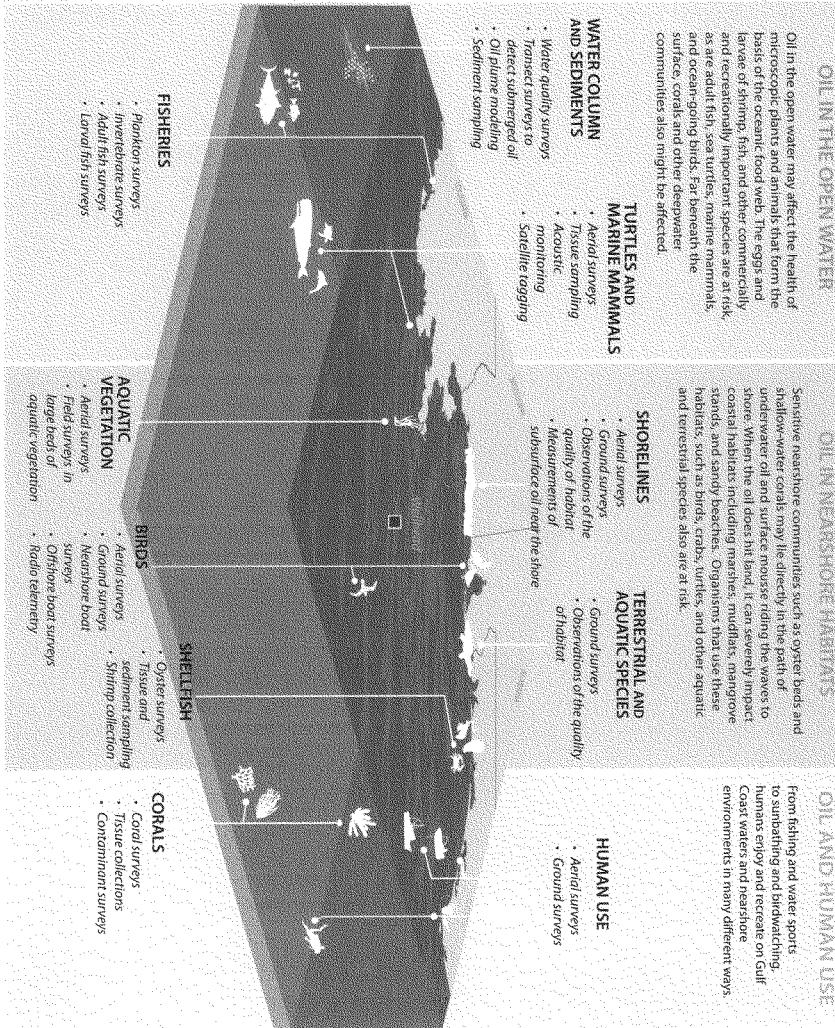 OIL IN THE OPEN WATER
Oil in the open water may affect the health of
microscopic plants and animals that form the
basis of the oceanic food web. The eggs and
larvae of shrimp, fish, and other commercially
and recreationally important species are at risk,
as are adult fish, sea turtles, marine mammals,
and ocean-going birds. Far beneath the
surface, corals and other deepwater
communities also might be affected.
WATER COLUMN
AND SEDIMENTS
• Water quality surveys
• Transect surveys to
detect submerged oil
• Oil plume modeling
• Sediment sampling
TURTLES AND
MARINE MAMMALS
• Aerial surveys
• Tissue sampling
• Acoustic
monitoring
• Satellite tagging
FISHERIES
• Plankton surveys
• Invertebrate surveys
• Adult fish surveys
• Larval fish surveys
OIL IN NEARSHORE HABITATS
Sensitive nearshore communities such as oyster beds and
shallow-water corals may lie directly in the path of
underwater oil and surface mousse riding the waves to
shore. When the oil does hit land, it can severely impact
coastal habitats including marshes, mudflats, mangrove
stands, and sandy beaches. Organisms that use these
habitats, such as birds, crabs, turtles, and other aquatic
and terrestrial species also are at risk.
SHORELINES
• Aerial surveys
• Ground surveys
• Observations of the
quality of habitat
• Measurements of
subsurface oil near the shore
TERRESTRIAL AND
AQUATIC SPECIES
• Ground surveys
• Observations of the quality
of habitat
AQUATIC
VEGETATION
• Aerial surveys
• Field surveys in
large beds of
aquatic vegetation
BIRDS
• Aerial surveys
• Ground surveys
• Nearshore boat
surveys
• Offshore boat surveys
• Radio telemetry
SHELLFISH
• Oyster surveys
• Tissue and
sediment sampling
• Shrimp collection
OIL AND HUMAN USE
From fishing and water sports
to sunbathing and birdwatching,
humans enjoy and recreate on Gulf
Coast waters and nearshore
environments in many different ways.
HUMAN USE
• Aerial surveys
• Ground surveys
CORALS
• Coral surveys
• Tissue collections
• Contaminant surveys